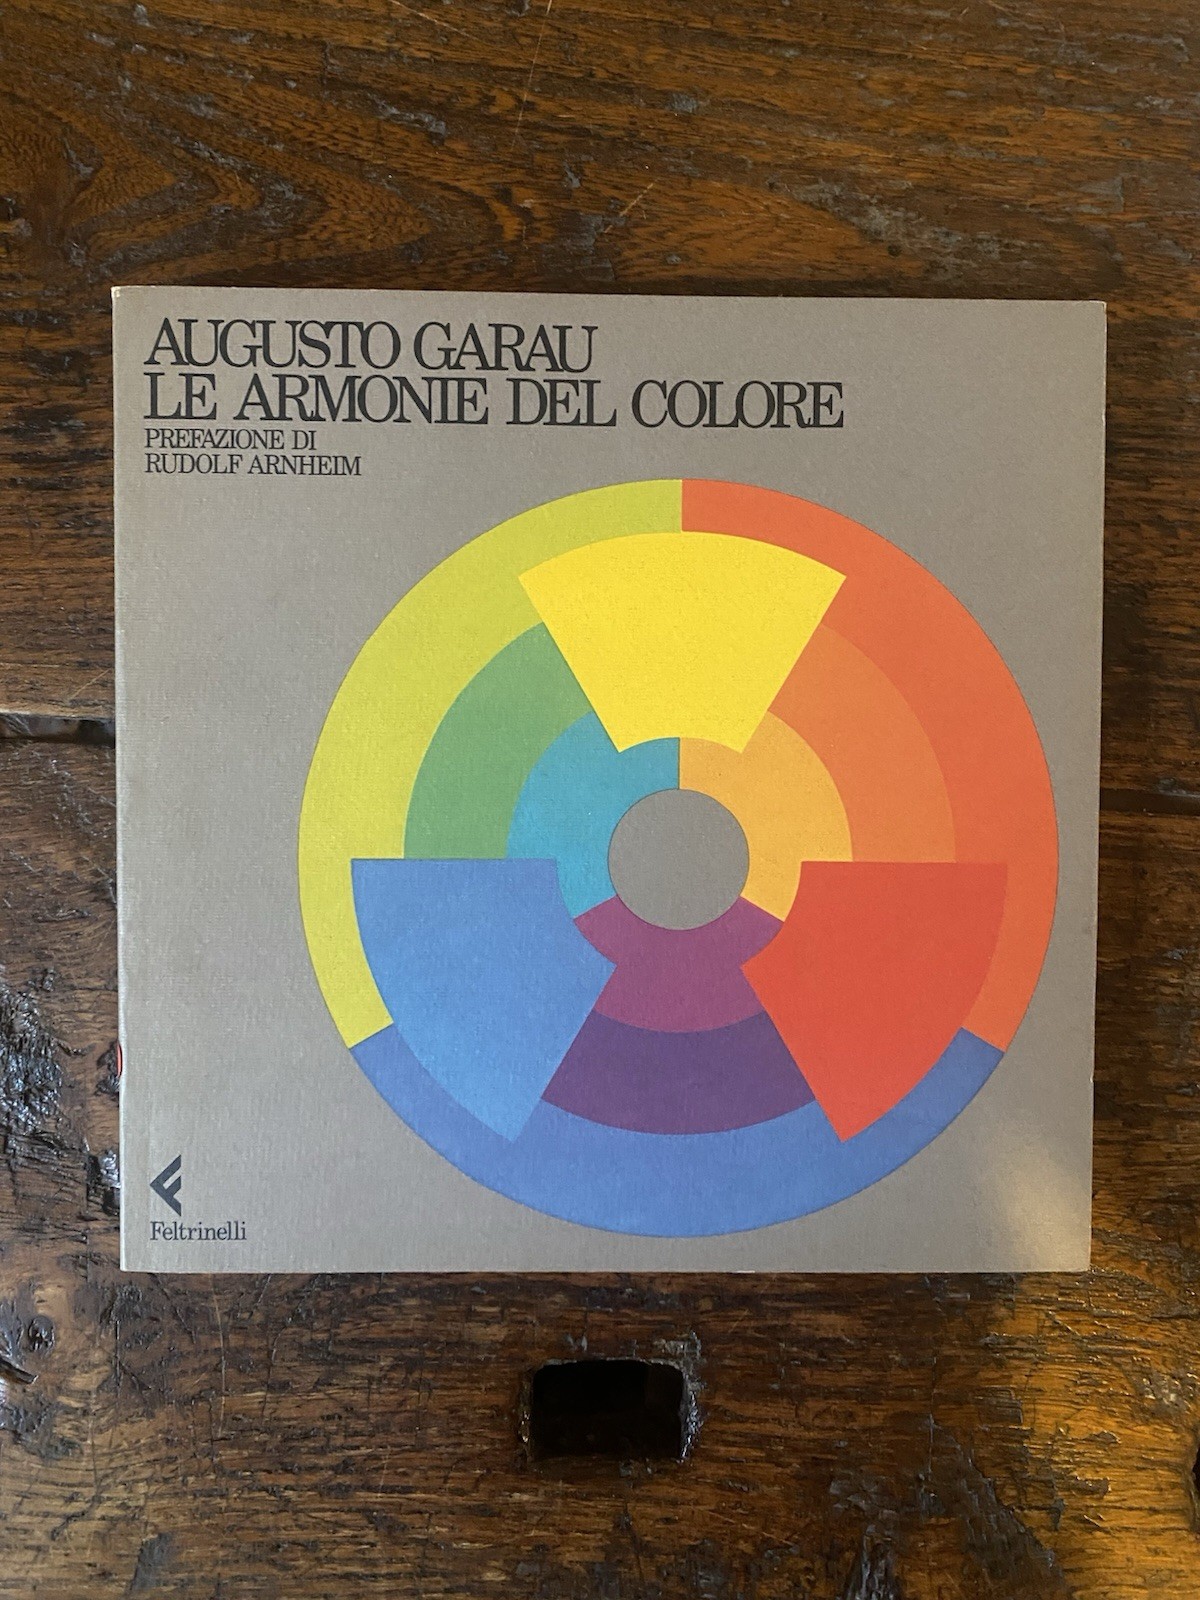 AUGUSTO GARAU
LE ARMONIE DEL COLORE
PREFAZIONE DI
RUDOLF ARNHEIM
Feltrinelli